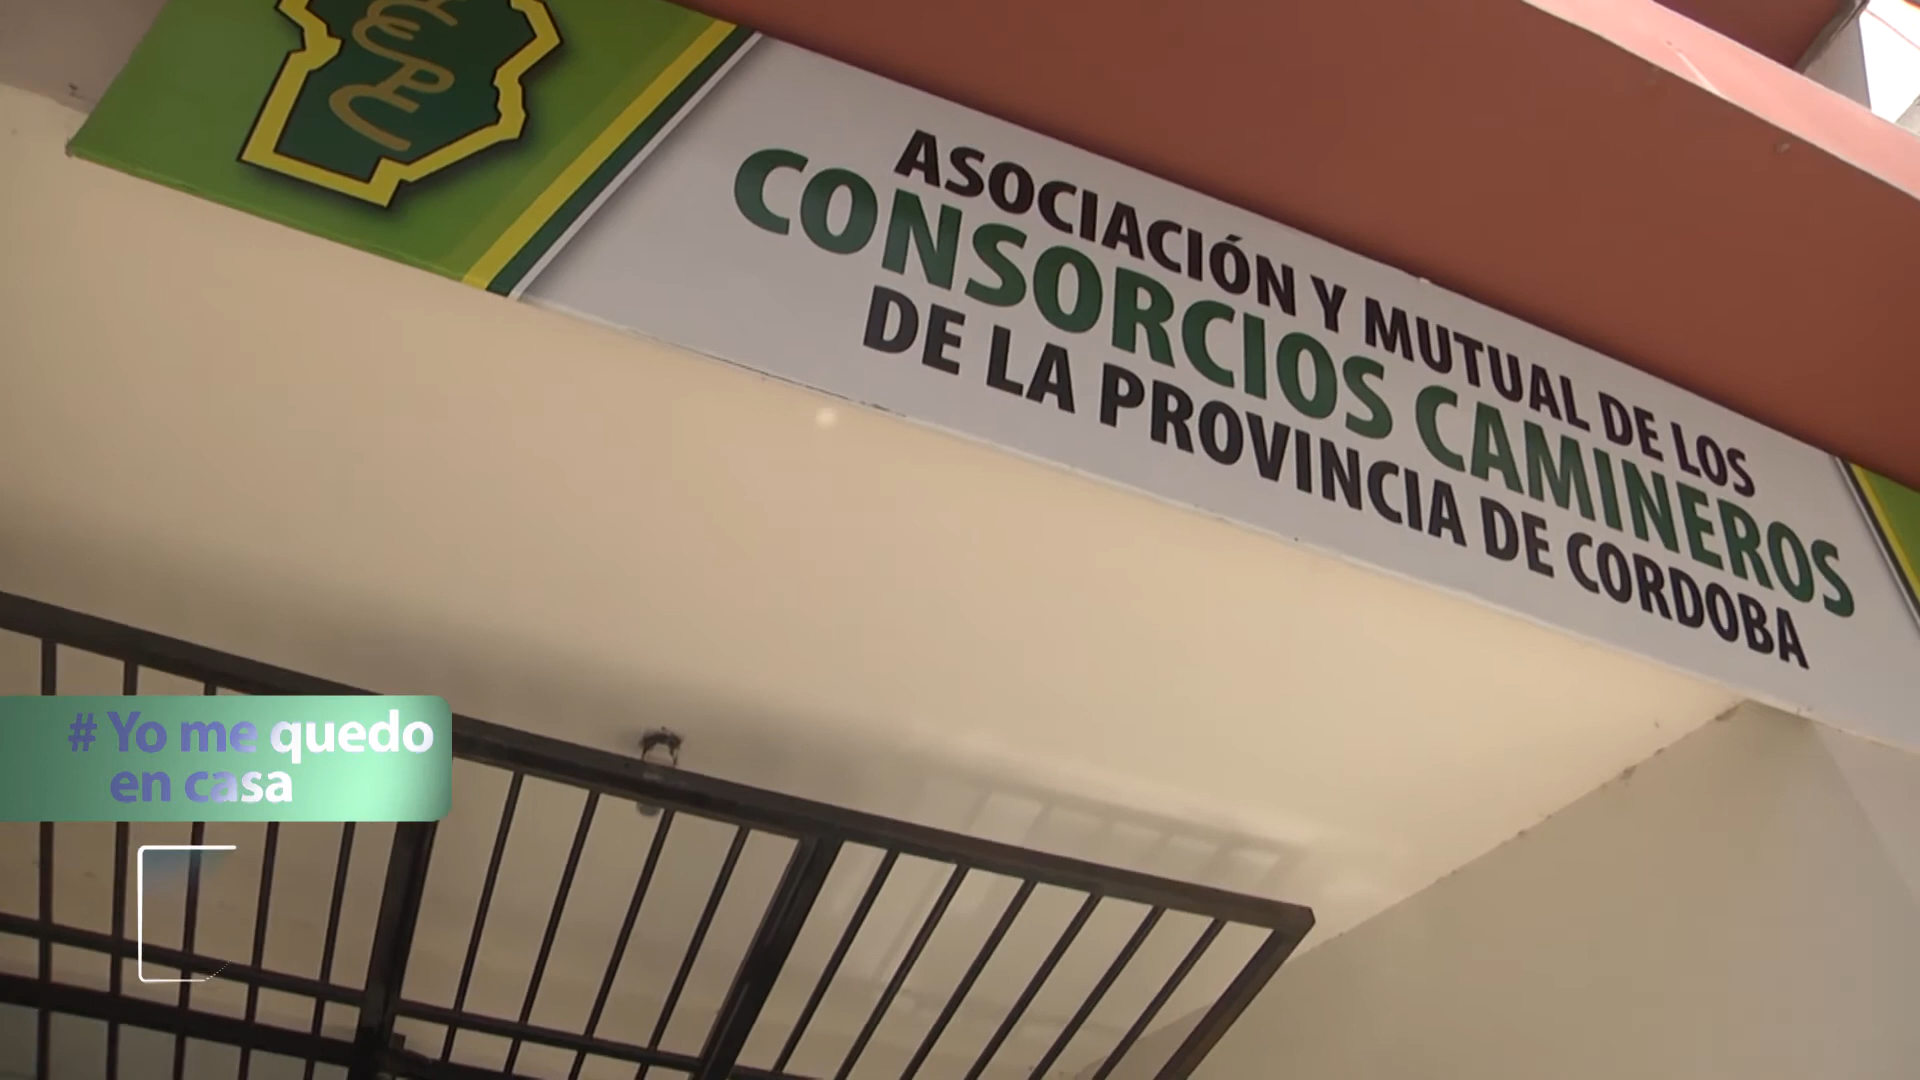 ASOCIACIÓN Y MUTUAL DE LOS
CONSORCIOS CAMINEROS
DE LA PROVINCIA DE CORDOBA
# Yo me quedo
en casa